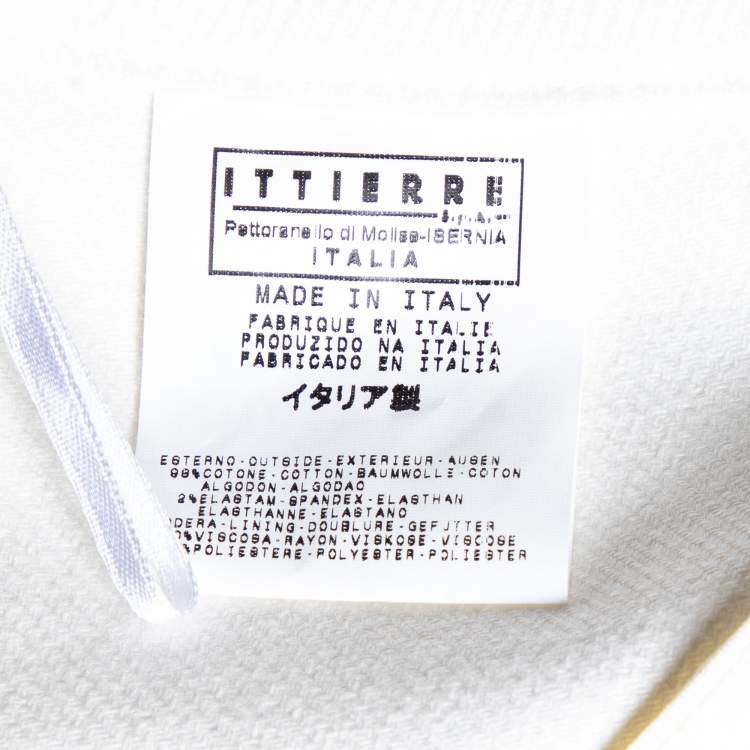 ITTIERRE
S.p.A.
Pettoranello di Molise-ISERNIA
ITALIA
MADE IN ITALY
FABRIQUE EN ITALIE
PRODUZIDO NA ITALIA
FABRICADO EN ITALIA
イタリア製
ESTERNO-OUTSIDE-EXTERIEUR-AUSEN
98%COTONE-COTTON-BAUMWOLLE-COTON
ALGODON-ALGODAO
2%ELASTAM-SPANDEX-ELASTHAN
ELASTHANNE-ELASTANO
DERA-LINING-DOUBLURE-GEFUTTER
%VISCOSA-RAYON-VISKOSE-VISCOSE
POLIESTERE-POLYESTER-POLIESTER